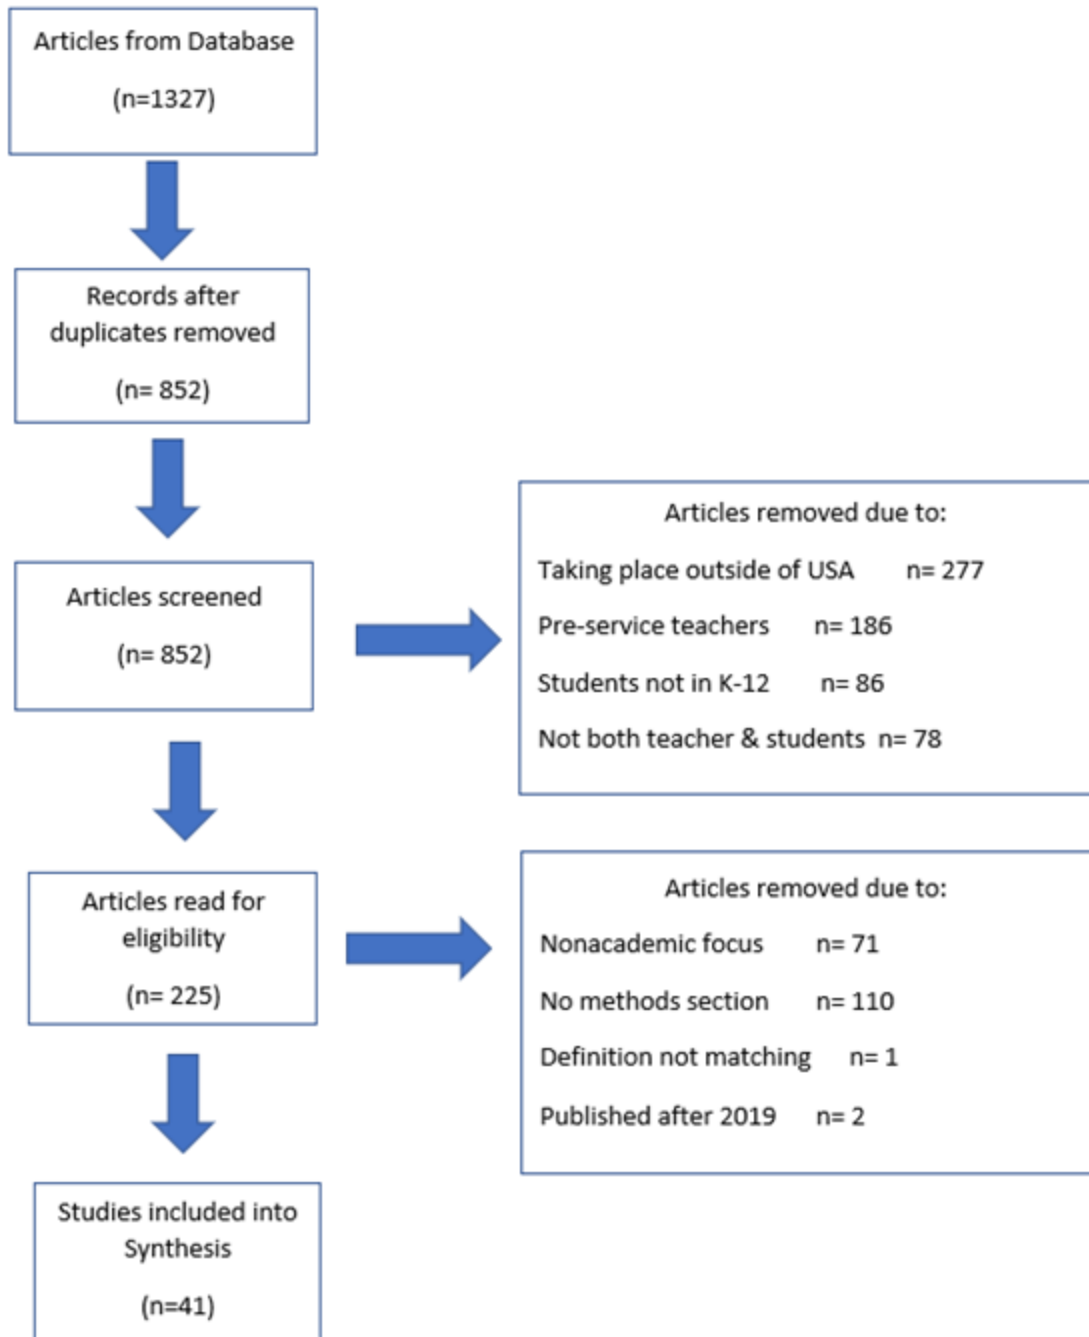 Articles from Database
(n=1327)
Records after
duplicates removed
(n= 852)
Articles screened
(n= 852)
Articles removed due to:
Taking place outside of USA n= 277
Pre-service teachers n= 186
Students not in K-12 n= 86
Not both teacher & students n= 78
Articles read for
eligibility
(n= 225)
Articles removed due to:
Nonacademic focus n= 71
No methods section n= 110
Definition not matching n= 1
Published after 2019 n= 2
Studies included into
Synthesis
(n=41)